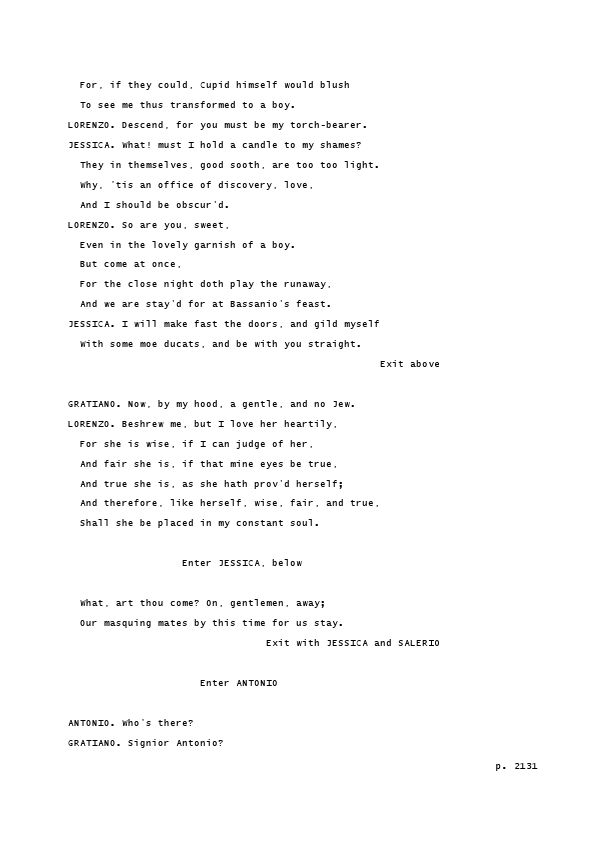 For, if they could, Cupid himself would blush
To see me thus transformed to a boy.
LORENZO. Descend, for you must be my torch-bearer.
JESSICA. What! must I hold a candle to my shames?
They in themselves, good sooth, are too too light.
Why, 'tis an office of discovery, love,
And I should be obscur'd.
LORENZO. So are you, sweet,
Even in the lovely garnish of a boy.
But come at once,
For the close night doth play the runaway,
And we are stay'd for at Bassanio's feast.
JESSICA. I will make fast the doors, and gild myself
With some moe ducats, and be with you straight.
Exit above
GRATIANO. Now, by my hood, a gentle, and no Jew.
LORENZO. Beshrew me, but I love her heartily,
For she is wise, if I can judge of her,
And fair she is, if that mine eyes be true,
And true she is, as she hath prov'd herself;
And therefore, like herself, wise, fair, and true,
Shall she be placed in my constant soul.
Enter JESSICA, below
What, art thou come? On, gentlemen, away;
Our masquing mates by this time for us stay.
Exit with JESSICA and SALERIO
Enter ANTONIO
ANTONIO. Who's there?
GRATIANO. Signior Antonio?
p. 2131